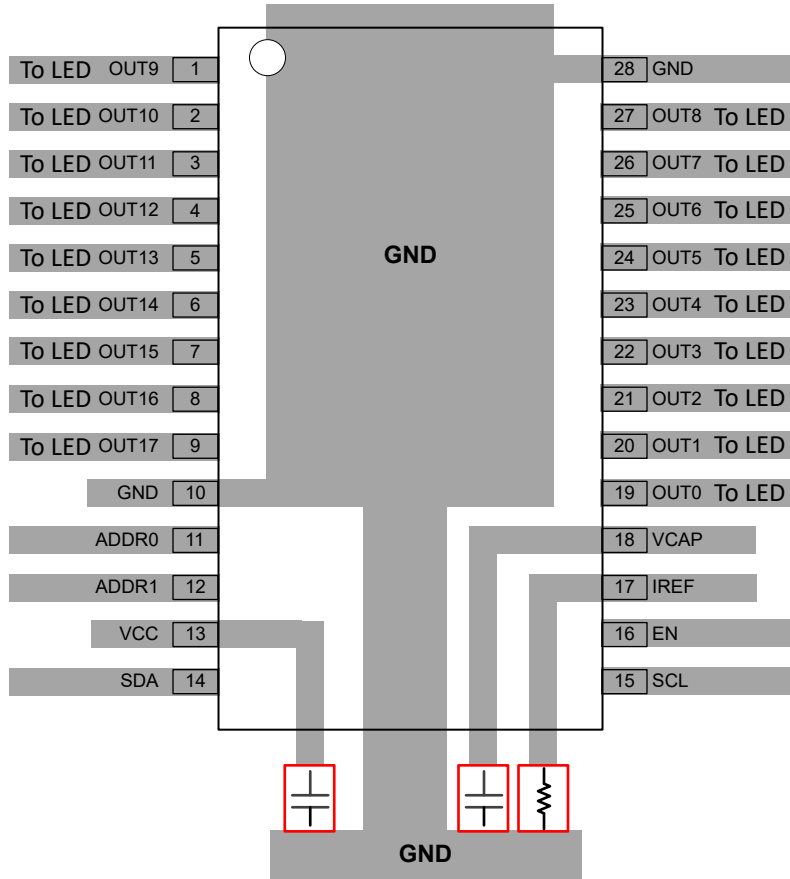 To LED OUT9 1
28 GND
To LED OUT10 2
27 OUT8 To LED
To LED OUT11 3
26 OUT7 To LED
To LED OUT12 4
25 OUT6 To LED
To LED OUT13 5
GND
24 OUT5 To LED
To LED OUT14 6
23 OUT4 To LED
To LED OUT15 7
22 OUT3 To LED
To LED OUT16 8
21 OUT2 To LED
To LED OUT17 9
20 OUT1 To LED
GND 10
19 OUT0 To LED
ADDR0 11
18 VCAP
ADDR1 12
17 IREF
VCC 13
16 EN
SDA 14
15 SCL
GND